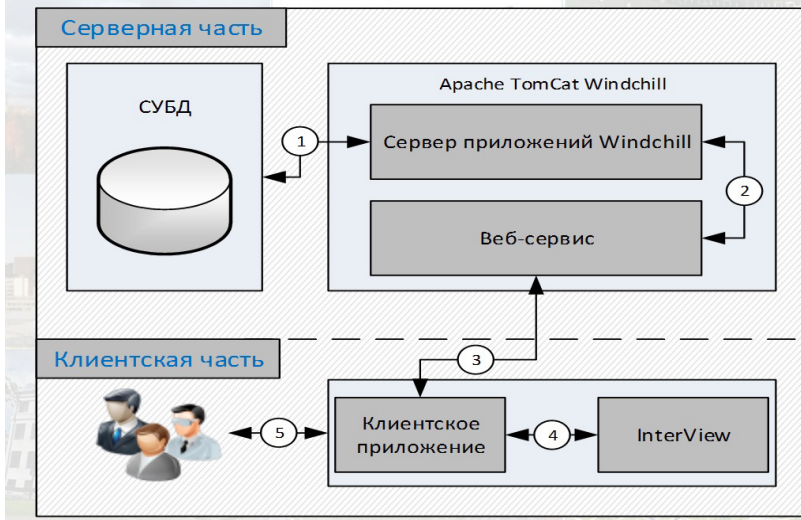 Серверная часть
Apache TomCat Windchill
СУБД
1
Сервер приложений Windchill
2
Веб-сервис
Клиентская часть
3
5
Клиентское
приложение
4
InterView